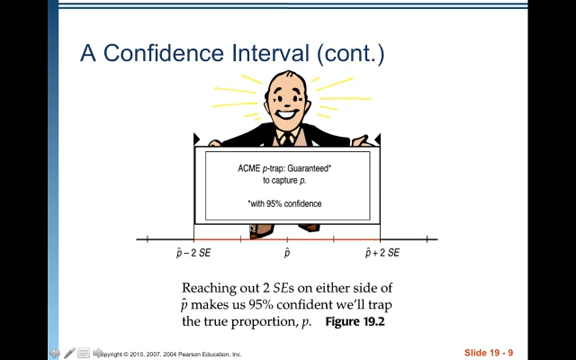 A Confidence Interval (cont.)
ACME p-trap: Guaranteed*
to capture p.
*with 95% confidence
p̂ – 2 SE
p̂
p̂ + 2 SE
Reaching out 2 SEs on either side of
p̂ makes us 95% confident we’ll trap
the true proportion, p. Figure 19.2
Copyright © 2010, 2007, 2004 Pearson Education, Inc.
Slide 19 - 9